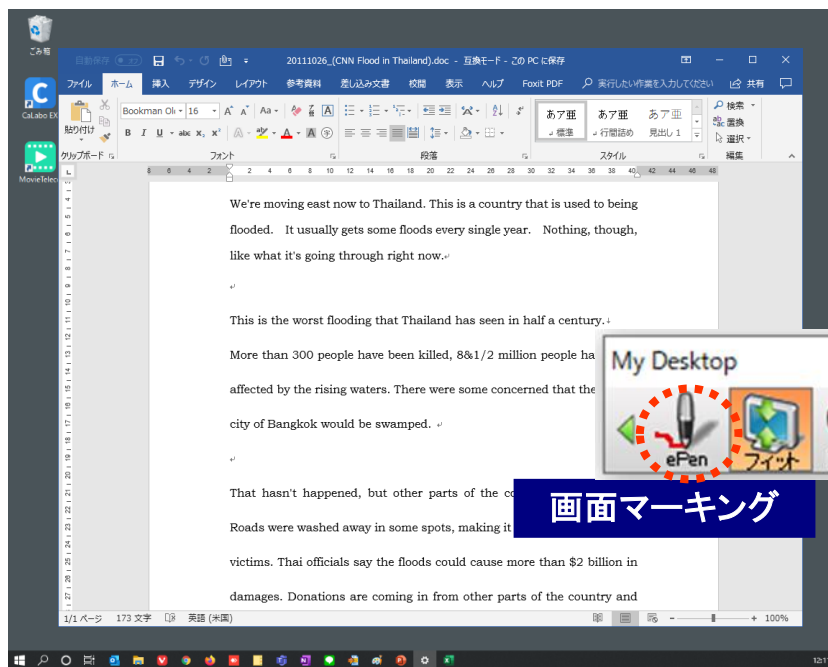 ごみ箱
CaLabo EX
MovieTeleco
自動保存
20111026_(CNN Flood in Thailand).doc - 互換モード - この PC に保存
ファイル ホーム 挿入 デザイン レイアウト 参考資料 差し込み文書 校閲 表示 ヘルプ Foxit PDF 実行したい作業を入力してください 共有
貼り付け
Bookman Ol 16
標準
行間詰め
見出し 1
検索
置換
選択
クリップボード フォント 段落 スタイル 編集
We're moving east now to Thailand. This is a country that is used to being
flooded. It usually gets some floods every single year. Nothing, though,
like what it's going through right now.
This is the worst flooding that Thailand has seen in half a century.
More than 300 people have been killed, 8&1/2 million people ha
affected by the rising waters. There were some concerned that the
city of Bangkok would be swamped.
That hasn't happened, but other parts of the co
Roads were washed away in some spots, making it
victims. Thai officials say the floods could cause more than $2 billion in
damages. Donations are coming in from other parts of the country and
My Desktop
ePen
フィット
画面マーキング
1/1 ページ 173 文字 英語 (米国) 100%